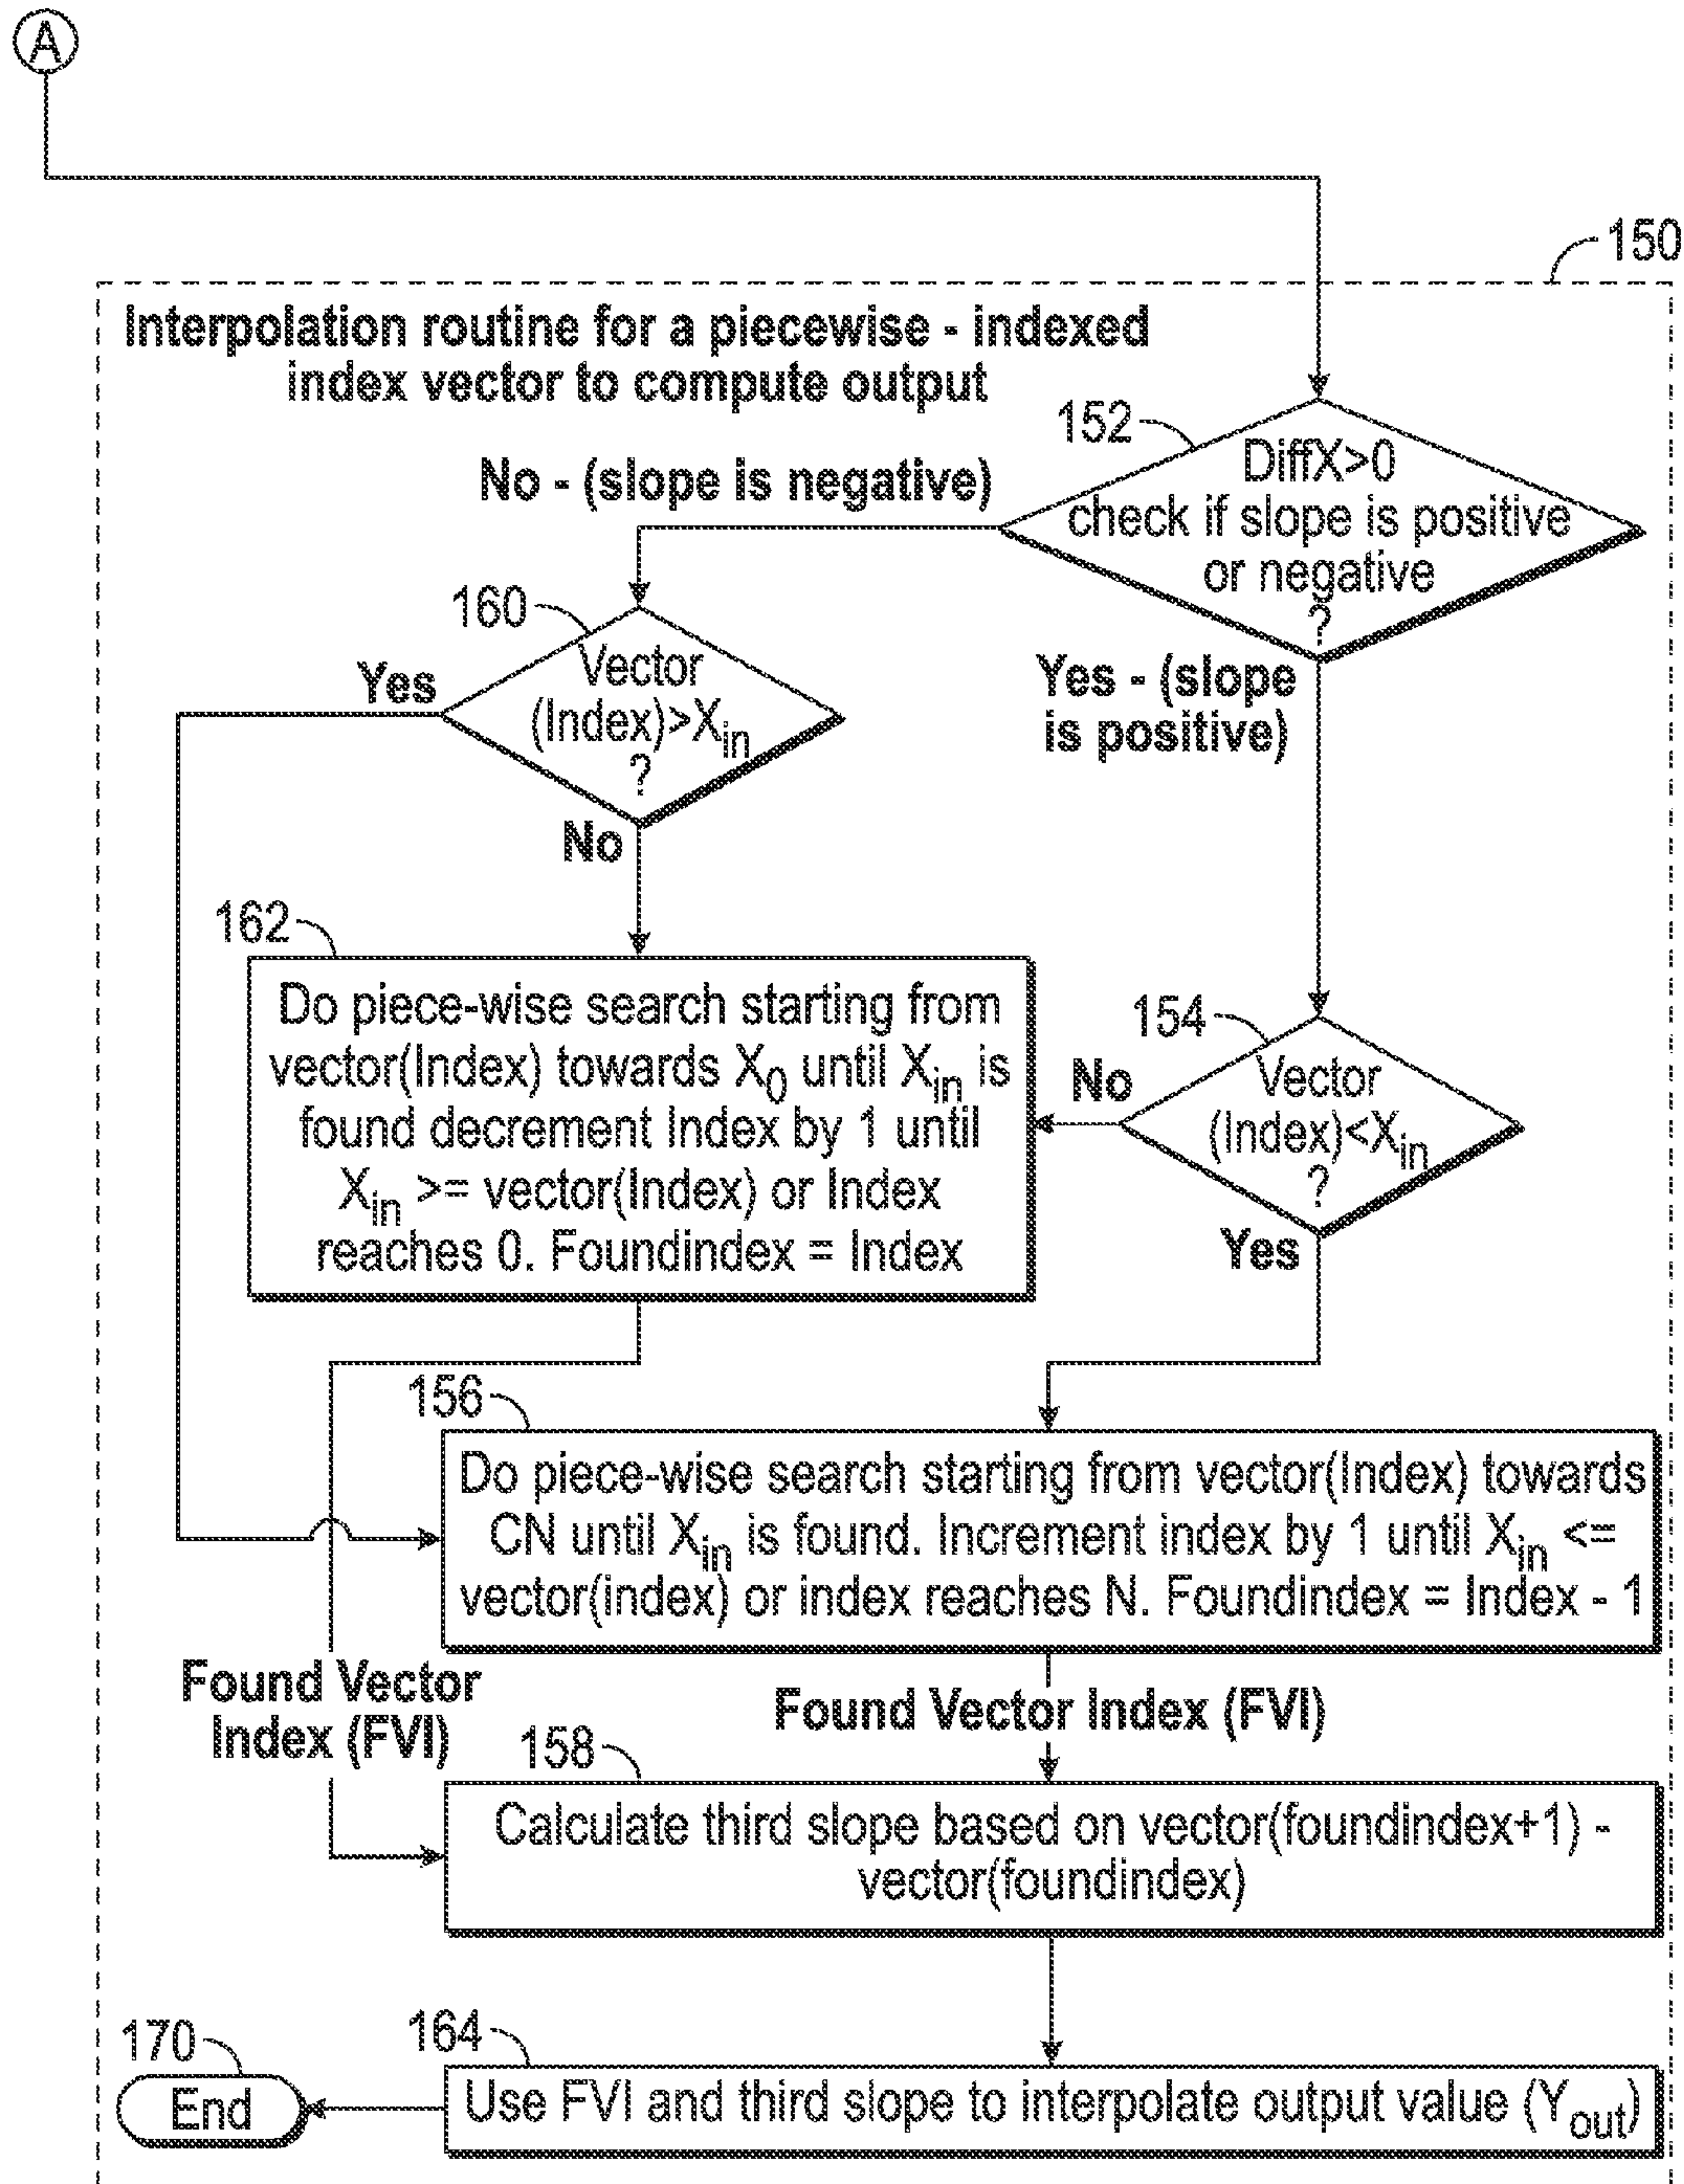 A
150
Interpolation routine for a piecewise - indexed
index vector to compute output
152
DiffX>0
check if slope is positive
or negative
?
No - (slope is negative)
160
Vector
(Index)>Xin
?
Yes
No
Yes - (slope
is positive)
162
Do piece-wise search starting from
vector(Index) towards X0 until Xin is
found decrement Index by 1 until
Xin >= vector(Index) or Index
reaches 0. Foundindex = Index
154
Vector
(Index)<Xin
?
No
Yes
156
Do piece-wise search starting from vector(Index) towards
CN until Xin is found. Increment index by 1 until Xin <=
vector(index) or index reaches N. Foundindex = Index - 1
Found Vector
Index (FVI)
Found Vector Index (FVI)
158
Calculate third slope based on vector(foundindex+1) -
vector(foundindex)
170
End
164
Use FVI and third slope to interpolate output value (Yout)